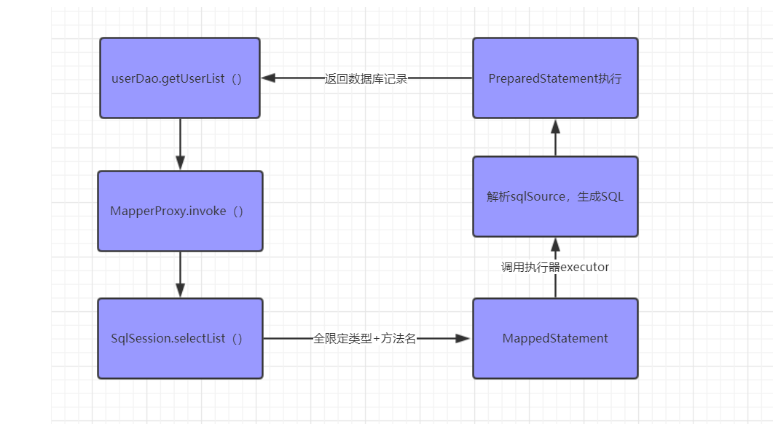 userDao.getUserList（）
返回数据库记录
PreparedStatement执行
MapperProxy.invoke（）
解析sqlSource，生成SQL
调用执行器executor
SqlSession.selectList（）
全限定类型+方法名
MappedStatement